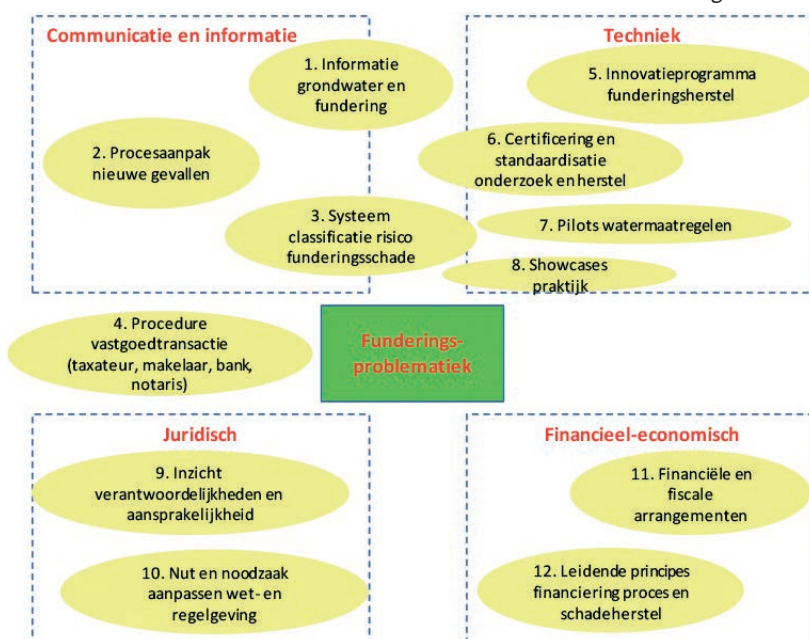 Communicatie en informatie
1. Informatie
grondwater en
fundering
2. Procesaanpak
nieuwe gevallen
3. Systeem
classificatie risico
funderingsschade
Techniek
5. Innovatieprogramma
funderingsherstel
6. Certificering en
standaardisatie
onderzoek en herstel
7. Pilots watermaatregelen
8. Showcases
praktijk
4. Procedure
vastgoedtransactie
(taxateur, makelaar, bank,
notaris)
Funderings-
problematiek
Juridisch
9. Inzicht
verantwoordelijkheden en
aansprakelijkheid
10. Nut en noodzaak
aanpassen wet- en
regelgeving
Financieel-economisch
11. Financiële en
fiscale
arrangementen
12. Leidende principes
financiering proces en
schadeherstel